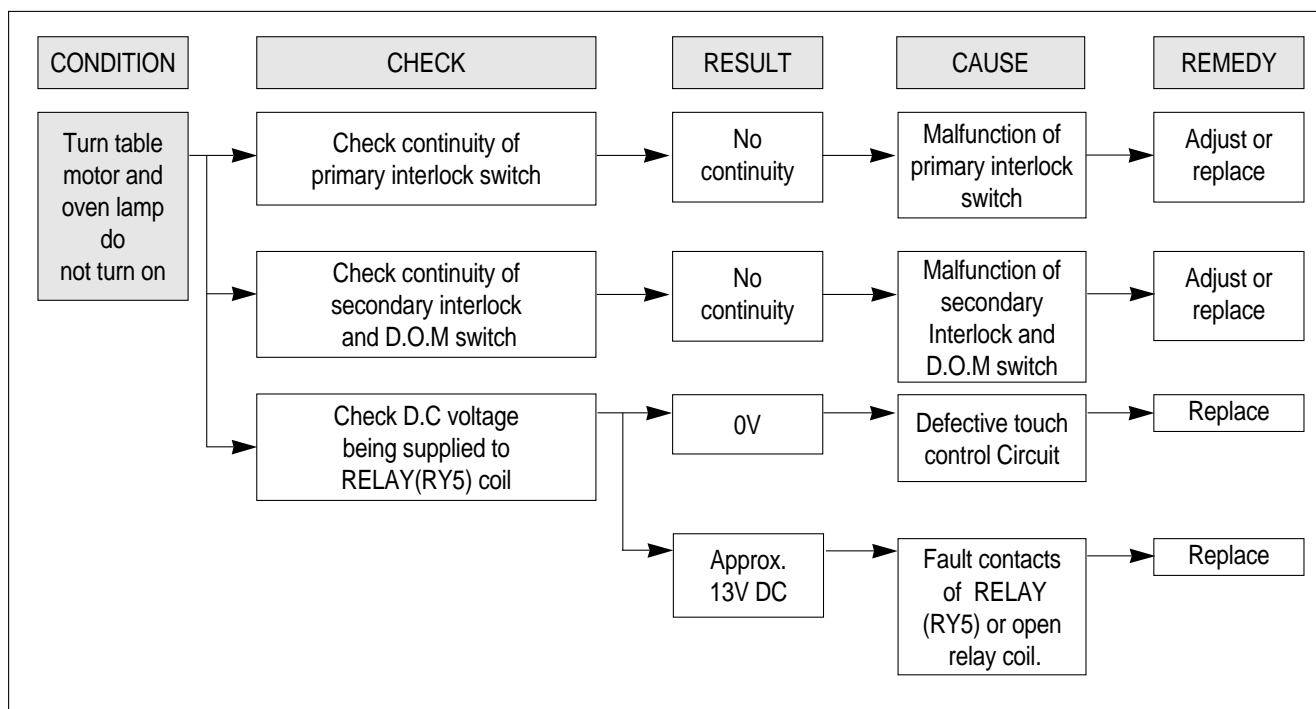 CONDITION
CHECK
RESULT
CAUSE
REMEDY
Turn table
motor and
oven lamp
do
not turn on
Check continuity of
primary interlock switch
No
continuity
Malfunction of
primary interlock
switch
Adjust or
replace
Check continuity of
secondary interlock
and D.O.M switch
No
continuity
Malfunction of
secondary
Interlock and
D.O.M switch
Adjust or
replace
Check D.C voltage
being supplied to
RELAY(RY5) coil
0V
Defective touch
control Circuit
Replace
Approx.
13V DC
Fault contacts
of RELAY
(RY5) or open
relay coil.
Replace